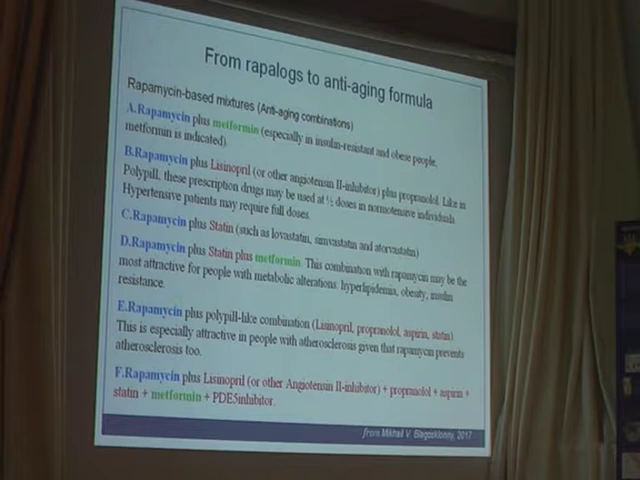 From rapalogs to anti-aging formula
Rapamycin-based mixtures (Anti-aging combinations)
A.Rapamycin plus metformin (especially in insulin-resistant and obese people,
metformin is indicated).
B.Rapamycin plus Lisinopril (or other angiotensin II-inhibitor) plus propranolol. Like in
Polypill, these prescription drugs may be used at ½ doses in normotensive individuals.
Hypertensive patients may require full doses.
C.Rapamycin plus Statin (such as lovastatin, simvastatin and atorvastatin)
D.Rapamycin plus Statin plus metformin. This combination with rapamycin may be the
most attractive for people with metabolic alterations: hyperlipidemia, obesity, insulin
resistance.
E.Rapamycin plus polypill-like combination (Lisinopril, propranolol, aspirin, statin)
This is especially attractive in people with atherosclerosis given that rapamycin prevents
atherosclerosis too.
F.Rapamycin plus Lisinopril (or other Angiotensin II-inhibitor) + propranolol + aspirin +
statin + metformin + PDE5inhibitor.
from Mikhail V. Blagosklonny, 2017